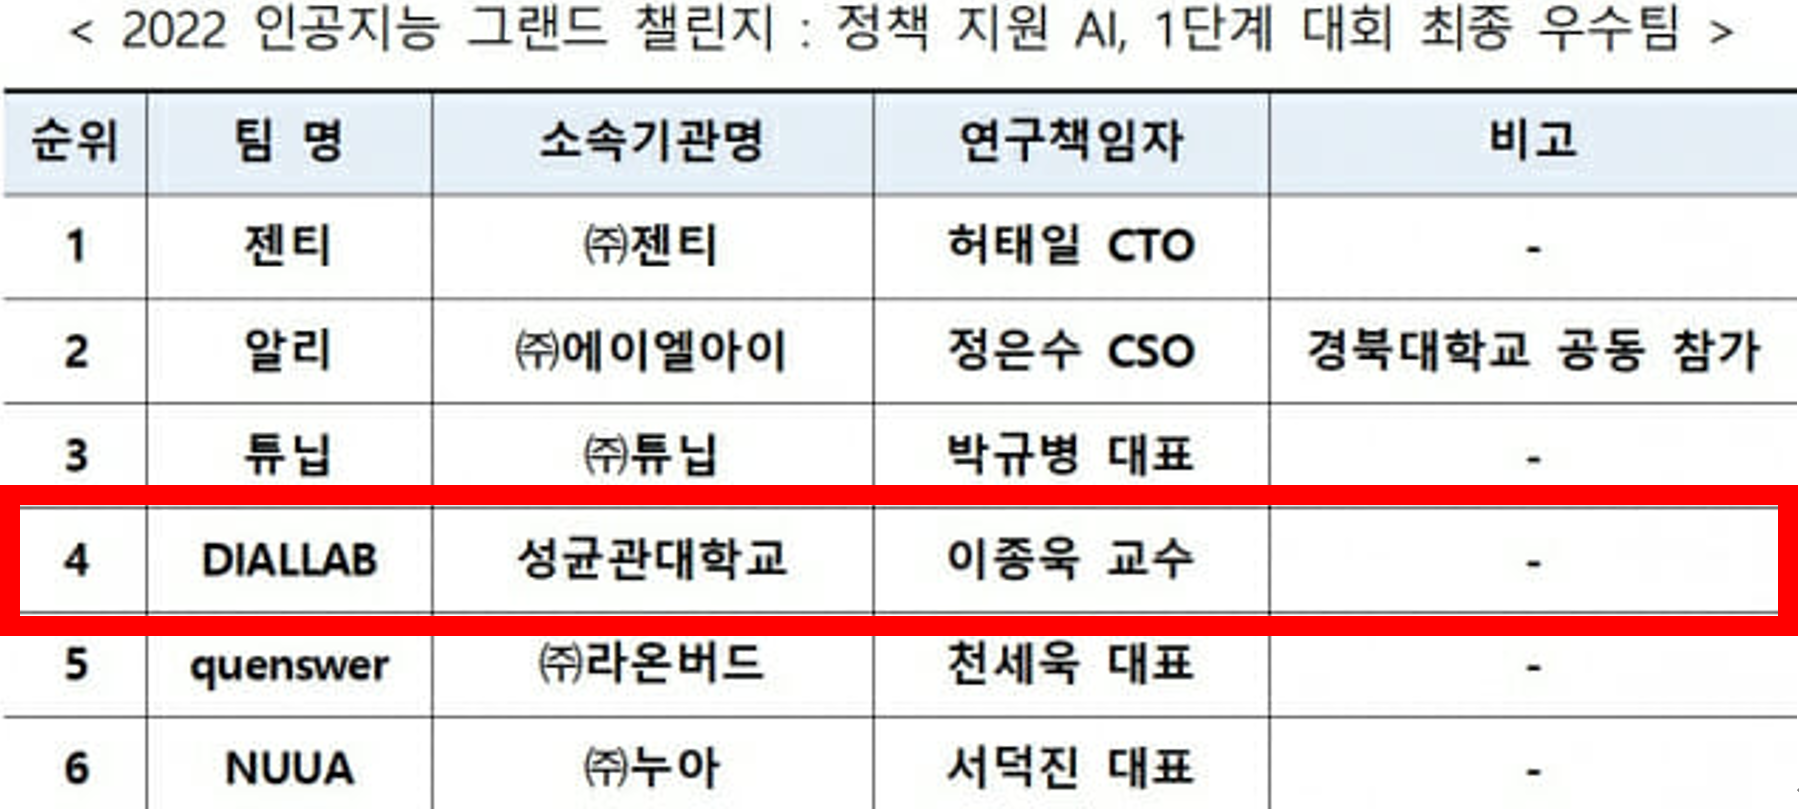 < 2022 인공지능 그랜드 챌린지 : 정책 지원 AI, 1단계 대회 최종 우수팀 >
순위 팀 명 소속기관명 연구책임자 비고
1 젠티 ㈜젠티 허태일 CTO -
2 알리 ㈜에이엘아이 정은수 CSO 경북대학교 공동 참가
3 튜닙 ㈜튜닙 박규병 대표 -
4 DIALLAB 성균관대학교 이종욱 교수 -
5 quenswer ㈜라온버드 천세욱 대표 -
6 NUUA ㈜누아 서덕진 대표 -